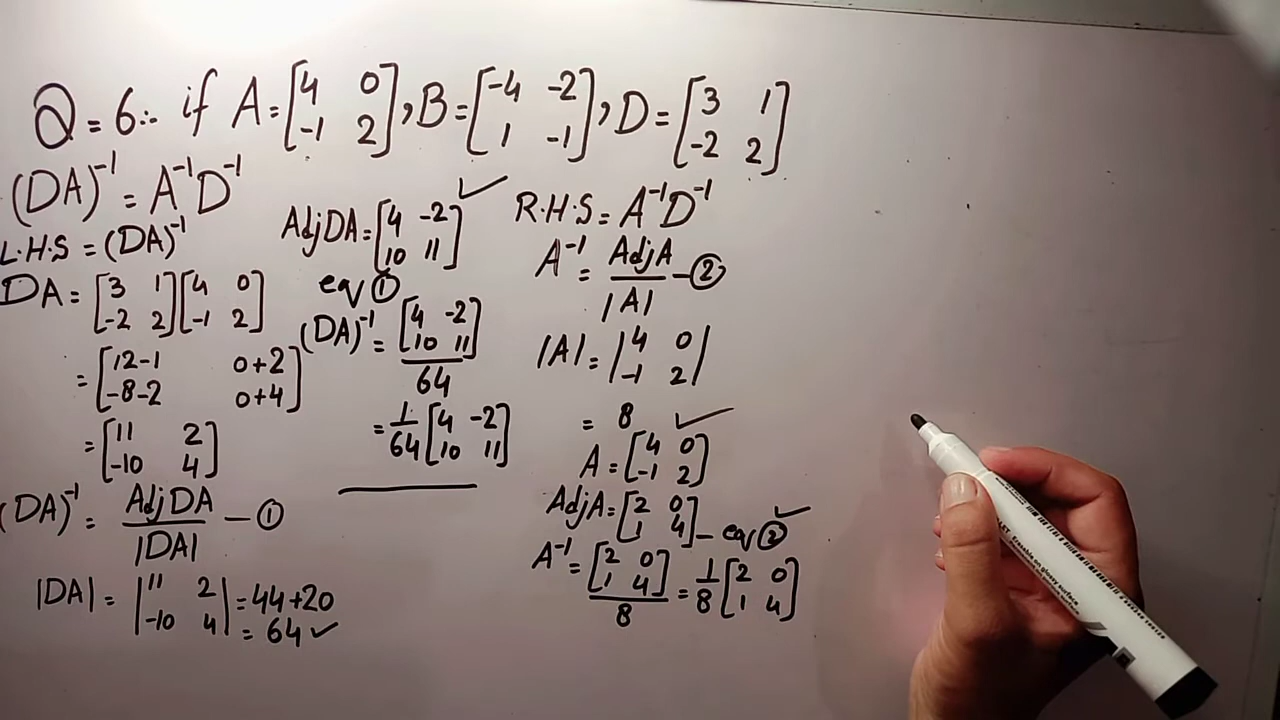 Q=6:- if A=[4 0 -1 2], B=[-4 -2 1 -1], D=[3 1 -2 2]
(DA)⁻¹ = A⁻¹D⁻¹
L.H.S = (DA)⁻¹
DA = [3 1 -2 2][4 0 -1 2]
= [12-1 0+2 -8-2 0+4]
= [11 2 -10 4]
(DA)⁻¹ = AdjDA / |DA| — ①
|DA| = |11 2 -10 4| = 44+20
= 64 ✓
AdjDA = [4 -2 10 11] ✓
eq ①
(DA)⁻¹ = [4 -2 10 11] / 64
= 1/64 [4 -2 10 11]
R.H.S = A⁻¹D⁻¹
A⁻¹ = AdjA / |A| — ②
|A| = |4 0 -1 2|
= 8 ✓
A = [4 0 -1 2]
AdjA = [2 0 1 4] — eq ② ✓
A⁻¹ = [2 0 1 4] / 8 = 1/8 [2 0 1 4]